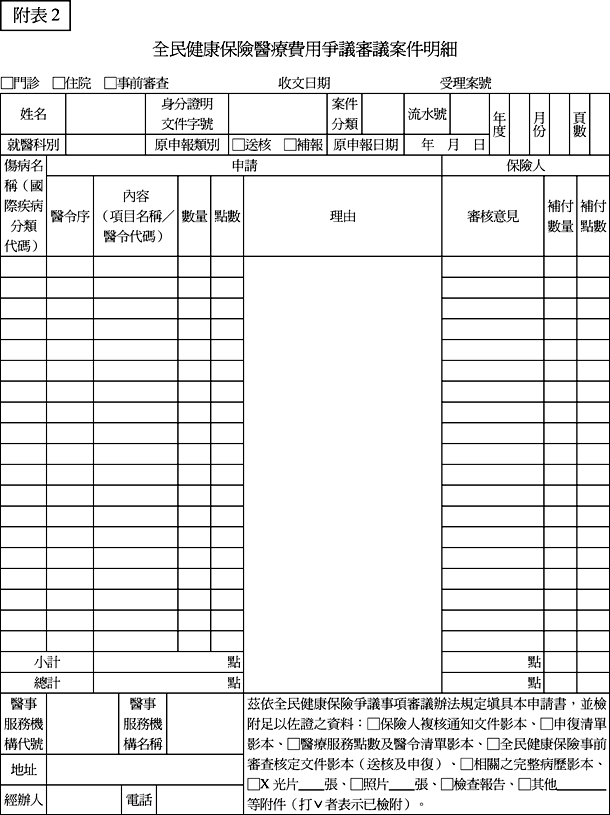 附表2
全民健康保險醫療費用爭議審議案件明細
□門診 □住院 □事前審查 收文日期 受理案號
姓名 身分證明文件字號 案件分類 流水號 年度 月份 頁數
就醫科別 原申報類別 □送核 □補報 原申報日期 年 月 日
傷病名稱（國際疾病分類代碼） 申請 保險人
醫令序 內容（項目名稱／醫令代碼） 數量 點數 理由 審核意見 補付數量 補付點數
小計 點 點
總計 點 點
醫事服務機構代號 醫事服務機構名稱
地址
經辦人 電話
茲依全民健康保險爭議事項審議辦法規定填具本申請書，並檢
附足以佐證之資料：□保險人複核通知文件影本、□申復清單
影本、□醫療服務點數及醫令清單影本、□全民健康保險事前
審查核定文件影本（送核及申復）、□相關之完整病歷影本、
□X光片___張、□照片___張、□檢查報告、□其他________
等附件（打∨者表示已檢附）。